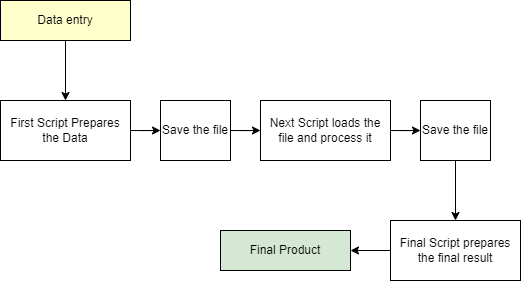 Data entry
First Script Prepares
the Data
Save the file
Next Script loads the
file and process it
Save the file
Final Script prepares
the final result
Final Product